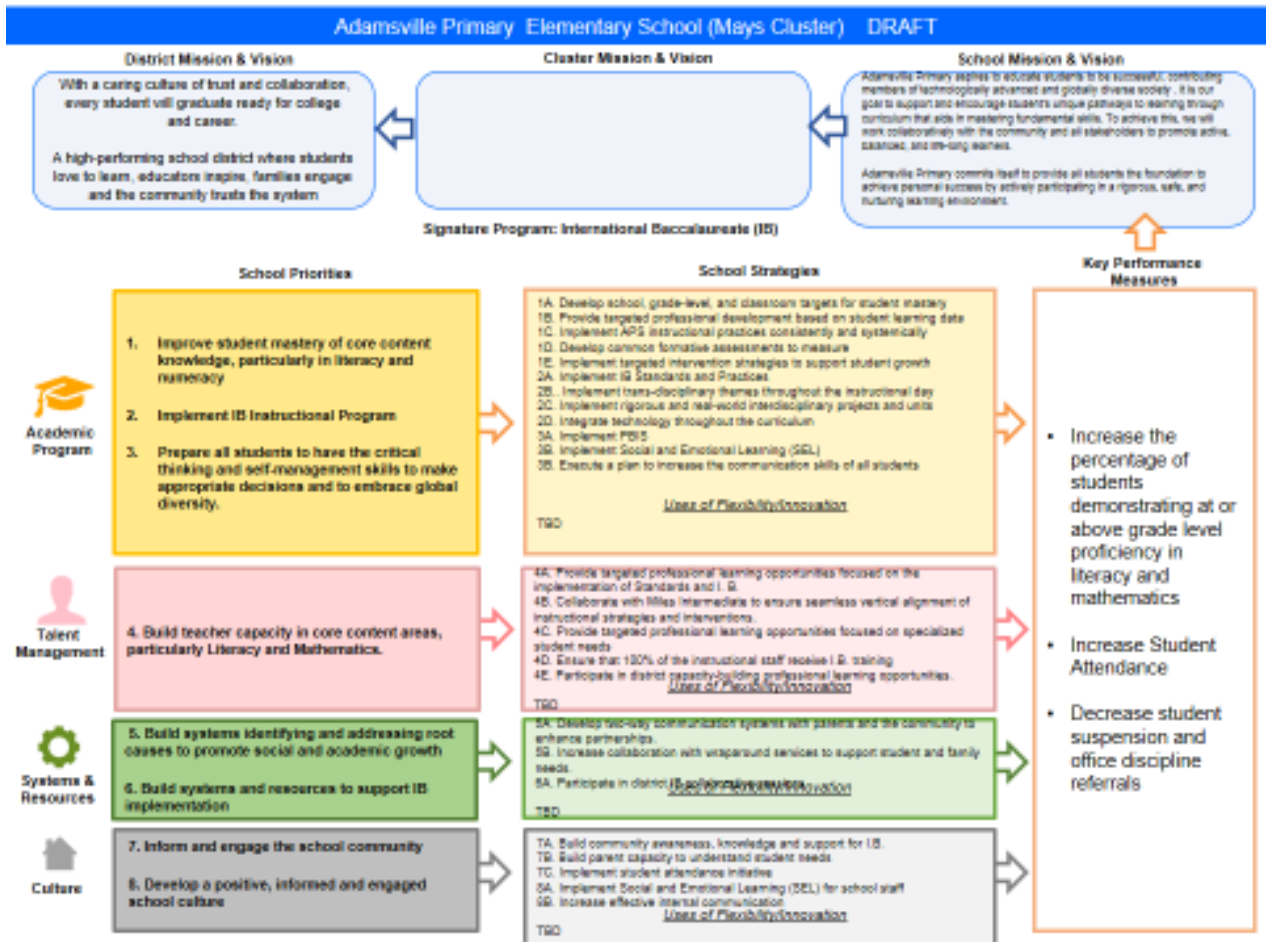 Adamsville Primary Elementary School (Mays Cluster) DRAFT
District Mission & Vision
With a caring culture of trust and collaboration,
every student will graduate ready for college
and career.
A high-performing school district where students
love to learn, educators inspire, families engage
and the community trusts the system
Cluster Mission & Vision
School Mission & Vision
Adamsville Primary aspires to educate students to be successful, contributing
members of technologically advanced and globally diverse society . It is our
goal to support and encourage student's unique pathways to learning through
curriculum that aids in mastering fundamental skills. To achieve this, we will
work collaboratively with the community and all stakeholders to promote active,
balanced, and life-long learners.
Adamsville Primary commits itself to provide all students the foundation to
achieve personal success by actively participating in a rigorous, safe, and
nurturing learning environment.
Signature Program: International Baccalaureate (IB)
School Priorities
School Strategies
Key Performance
Measures
Academic
Program
1. Improve student mastery of core content
knowledge, particularly in literacy and
numeracy
2. Implement IB Instructional Program
3. Prepare all students to have the critical
thinking and self-management skills to make
appropriate decisions and to embrace global
diversity.
1A. Develop school, grade-level, and classroom targets for student mastery
1B. Provide targeted professional development based on student learning data
1C. Implement APS instructional practices consistently and systemically
1D. Develop common formative assessments to measure
1E. Implement targeted intervention strategies to support student growth
2A. Implement IB Standards and Practices
2B.. Implement trans-disciplinary themes throughout the instructional day
2C. Implement rigorous and real-world interdisciplinary projects and units
2D. Integrate technology throughout the curriculum
3A. Implement PBIS
3B. Implement Social and Emotional Learning (SEL)
3B. Execute a plan to increase the communication skills of all students
Uses of Flexibility/Innovation
TBD
Talent
Management
4. Build teacher capacity in core content areas,
particularly Literacy and Mathematics.
4A. Provide targeted professional learning opportunities focused on the
implementation of Standards and I. B.
4B. Collaborate with Miles Intermediate to ensure seamless vertical alignment of
instructional strategies and interventions.
4C. Provide targeted professional learning opportunities focused on specialized
student needs
4D. Ensure that 100% of the instructional staff receive I.B. training
4E. Participate in district capacity-building professional learning opportunities.
Uses of Flexibility/Innovation
TBD
Systems &
Resources
5. Build systems identifying and addressing root
causes to promote social and academic growth
6. Build systems and resources to support IB
implementation
5A. Develop two-way communication systems with parents and the community to
enhance partnerships.
5B. Increase collaboration with wraparound services to support student and family
needs.
6A. Participate in district IB collaborative sessions
Uses of Flexibility/Innovation
TBD
Culture
7. Inform and engage the school community
8. Develop a positive, informed and engaged
school culture
7A. Build community awareness, knowledge and support for I.B.
7B. Build parent capacity to understand student needs
7C. Implement student attendance initiative
8A. Implement Social and Emotional Learning (SEL) for school staff
8B. Increase effective internal communication
Uses of Flexibility/Innovation
TBD
• Increase the
percentage of
students
demonstrating at or
above grade level
proficiency in
literacy and
mathematics
• Increase Student
Attendance
• Decrease student
suspension and
office discipline
referrals